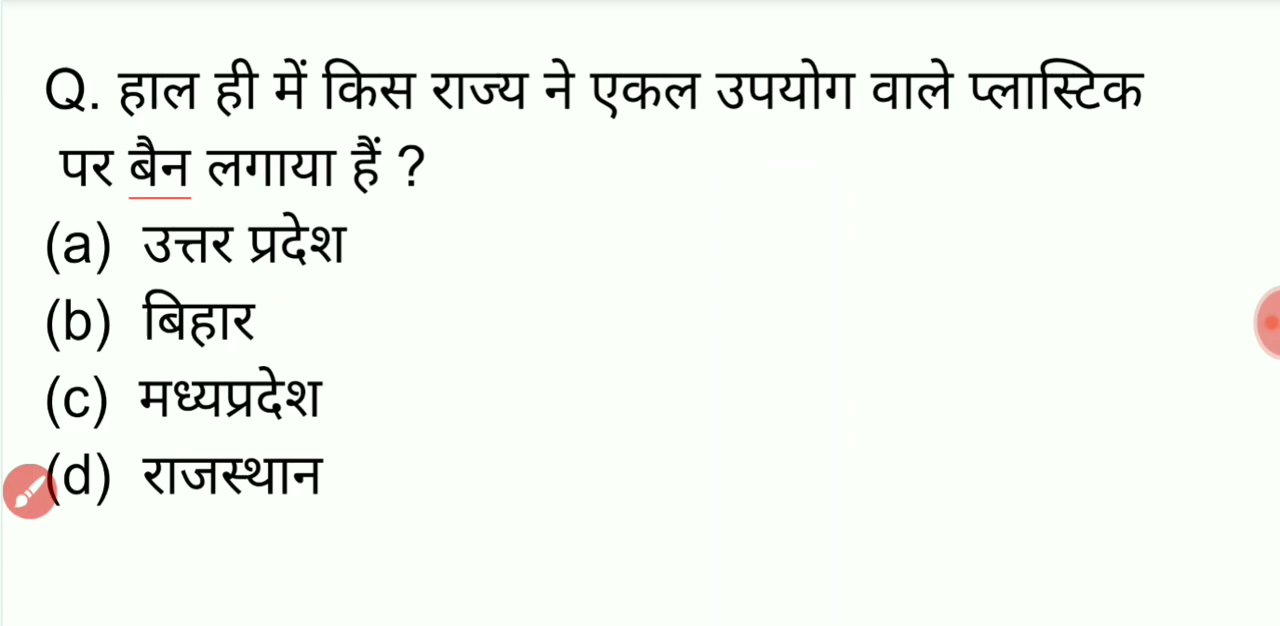 Q. हाल ही में किस राज्य ने एकल उपयोग वाले प्लास्टिक
पर बैन लगाया हैं ?
(a) उत्तर प्रदेश
(b) बिहार
(c) मध्यप्रदेश
(d) राजस्थान